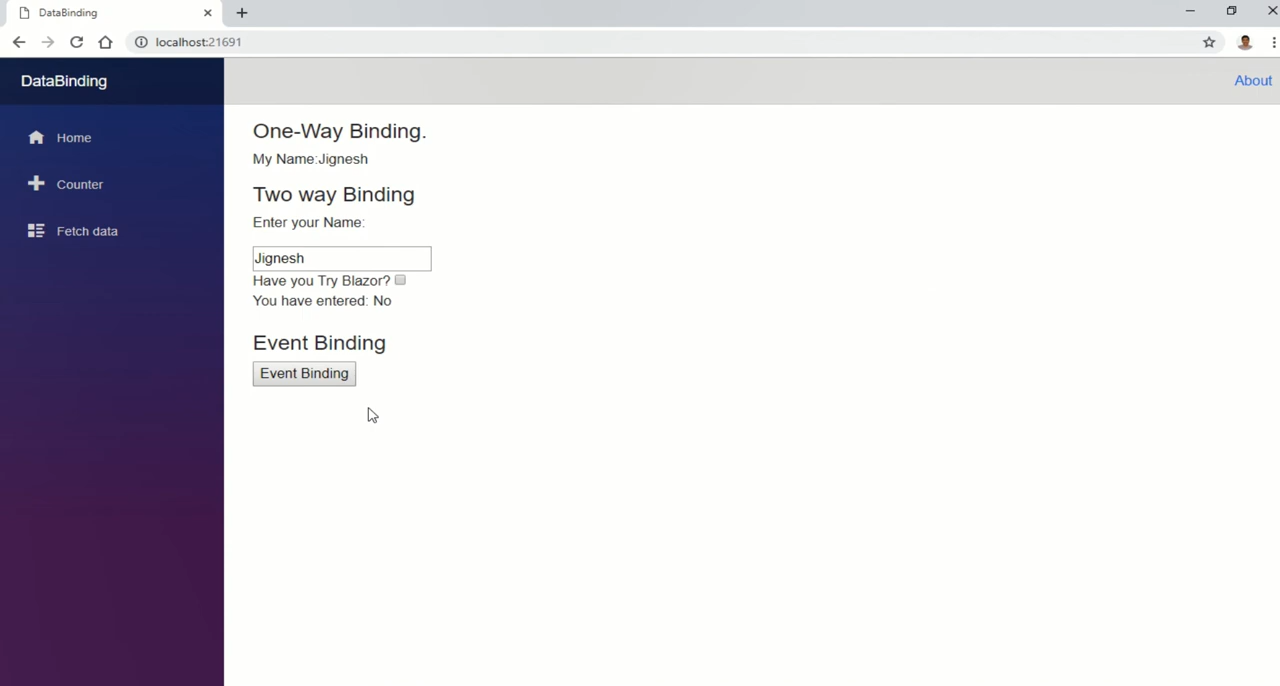 DataBinding
localhost:21691
DataBinding
About
Home
Counter
Fetch data
One-Way Binding.
My Name:Jignesh
Two way Binding
Enter your Name:
Jignesh
Have you Try Blazor?
You have entered: No
Event Binding
Event Binding